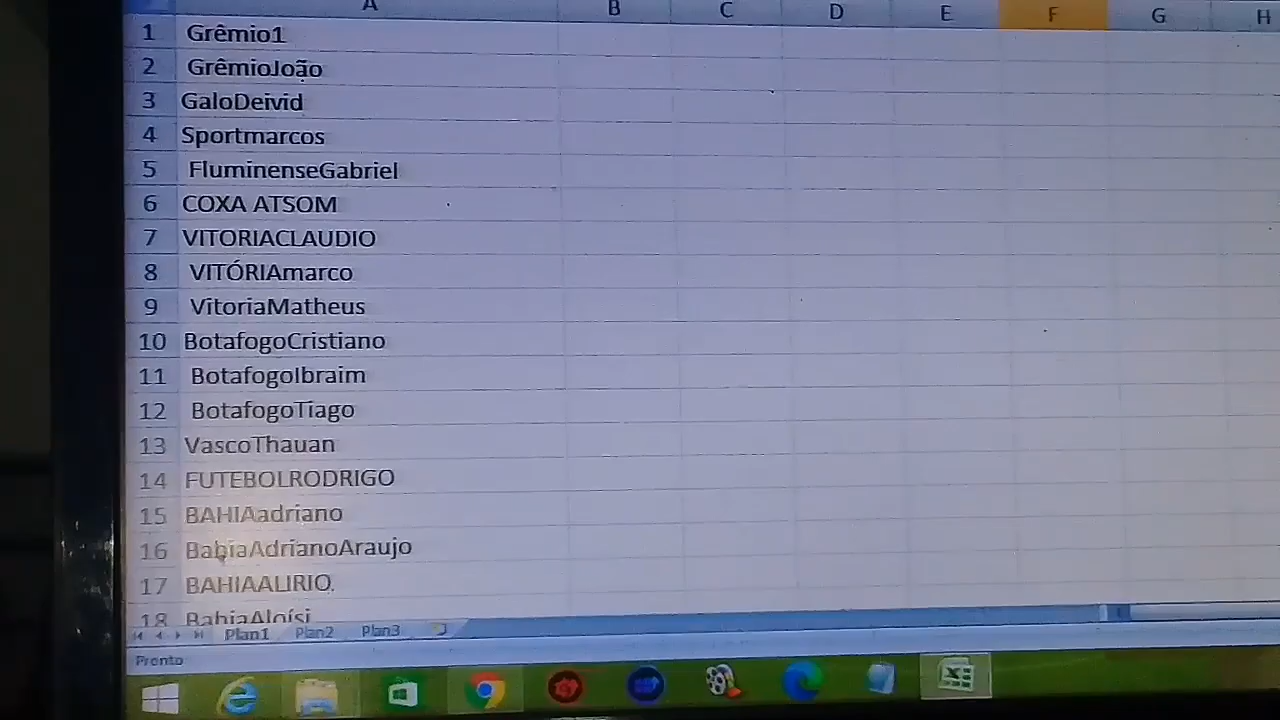 A B C D E F G H
1 Grêmio1
2 GrêmioJoão
3 GaloDeivid
4 Sportmarcos
5 FluminenseGabriel
6 COXA ATSOM
7 VITORIACLAUDIO
8 VITÓRIAmarco
9 VitoriaMatheus
10 BotafogoCristiano
11 BotafogoIbraim
12 BotafogoTiago
13 VascoThauan
14 FUTEBOLRODRIGO
15 BAHIAadriano
16 BahiaAdrianoAraujo
17 BAHIAALIRIO.
18 BahiaAloísi
Plan1 Plan2 Plan3
Pronto